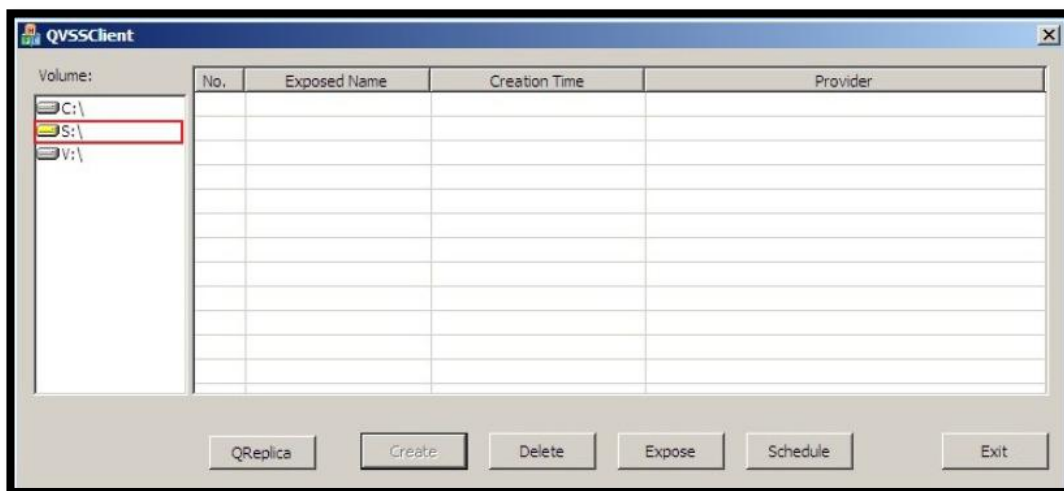 QVSSClient
Volume:
No. Exposed Name Creation Time Provider
C:\
S:\
V:\
QReplica Create Delete Expose Schedule Exit